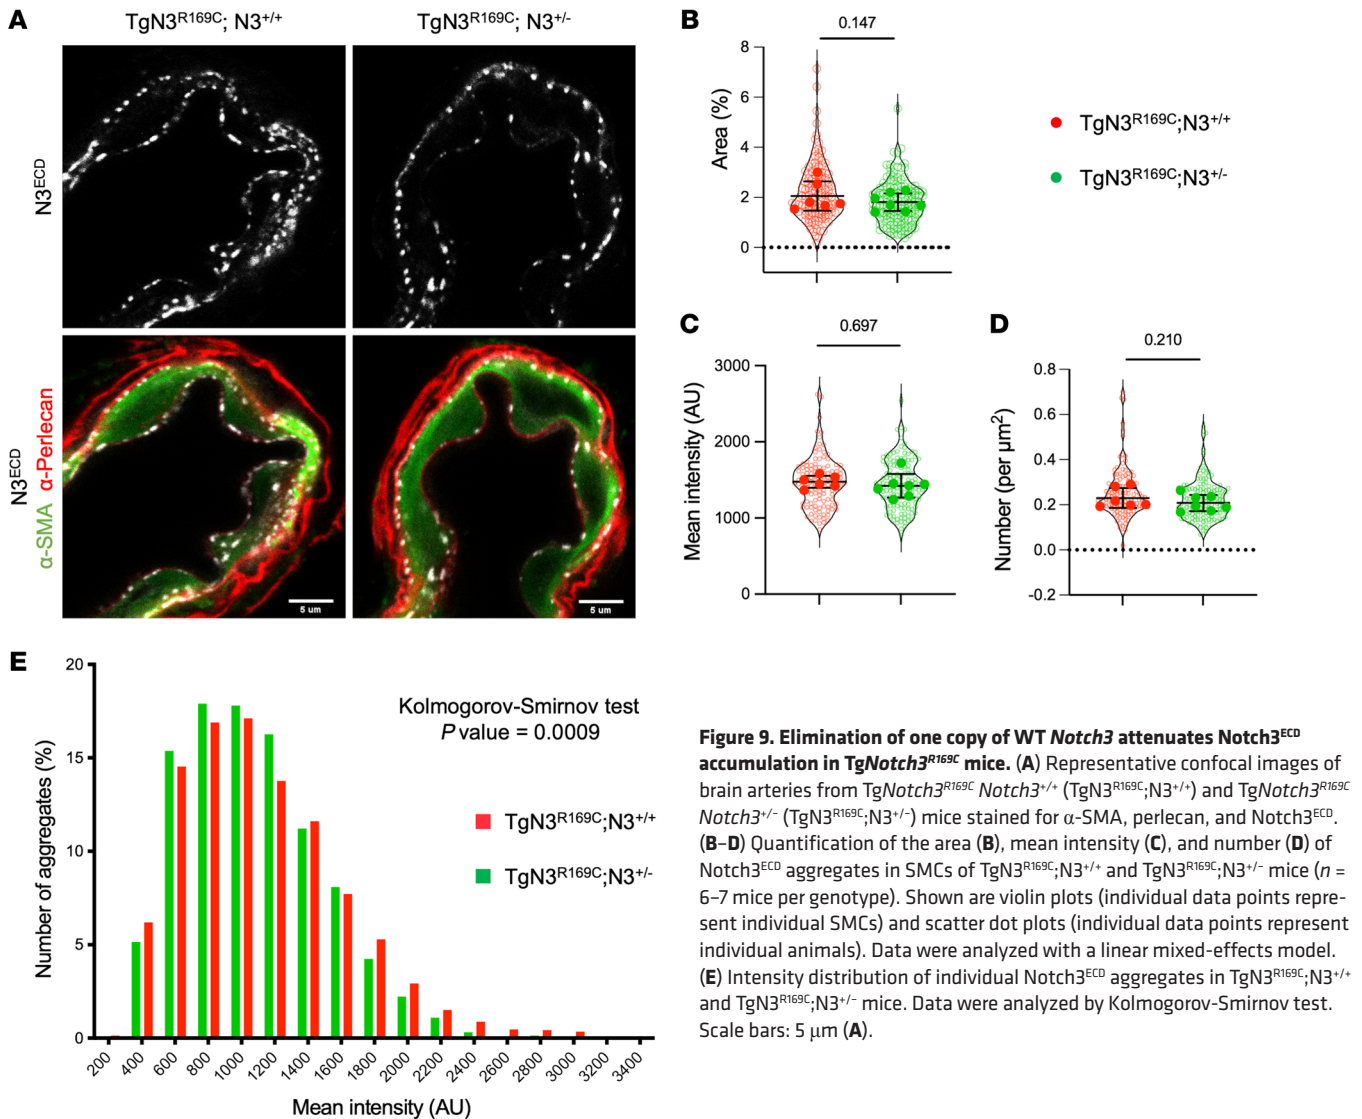 A
TgN3R169C; N3+/+
TgN3R169C; N3+/-
N3ECD
N3ECD
α-SMA α-Perlecan
5 um
5 um
B
0.147
8
6
4
2
0
Area (%)
TgN3R169C;N3+/+
TgN3R169C;N3+/-
C
0.697
3000
2000
1000
0
Mean intensity (AU)
D
0.210
0.8
0.6
0.4
0.2
0.0
-0.2
Number (per µm2)
E
20
15
10
5
0
Number of aggregates (%)
Kolmogorov-Smirnov test
P value = 0.0009
TgN3R169C;N3+/+
TgN3R169C;N3+/-
200 400 600 800 1000 1200 1400 1600 1800 2000 2200 2400 2600 2800 3000 3200 3400
Mean intensity (AU)
Figure 9. Elimination of one copy of WT Notch3 attenuates Notch3ECD
accumulation in TgNotch3R169C mice. (A) Representative confocal images of
brain arteries from TgNotch3R169C Notch3+/+ (TgN3R169C;N3+/+) and TgNotch3R169C
Notch3+/– (TgN3R169C;N3+/–) mice stained for α-SMA, perlecan, and Notch3ECD.
(B–D) Quantification of the area (B), mean intensity (C), and number (D) of
Notch3ECD aggregates in SMCs of TgN3R169C;N3+/+ and TgN3R169C;N3+/– mice (n =
6–7 mice per genotype). Shown are violin plots (individual data points repre-
sent individual SMCs) and scatter dot plots (individual data points represent
individual animals). Data were analyzed with a linear mixed-effects model.
(E) Intensity distribution of individual Notch3ECD aggregates in TgN3R169C;N3+/+
and TgN3R169C;N3+/– mice. Data were analyzed by Kolmogorov-Smirnov test.
Scale bars: 5 µm (A).